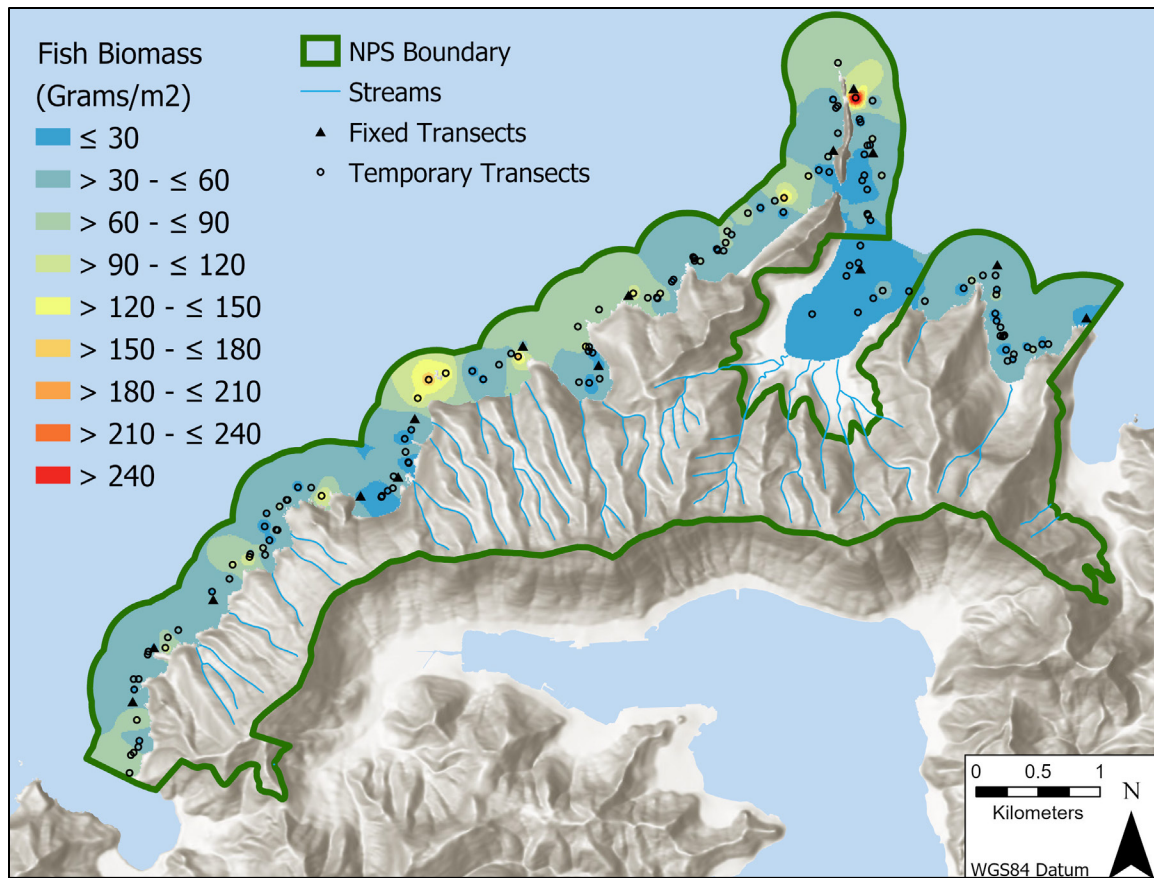 Fish Biomass
(Grams/m2)
≤ 30
> 30 - ≤ 60
> 60 - ≤ 90
> 90 - ≤ 120
> 120 - ≤ 150
> 150 - ≤ 180
> 180 - ≤ 210
> 210 - ≤ 240
> 240
NPS Boundary
Streams
Fixed Transects
Temporary Transects
0 0.5 1
Kilometers
N
WGS84 Datum